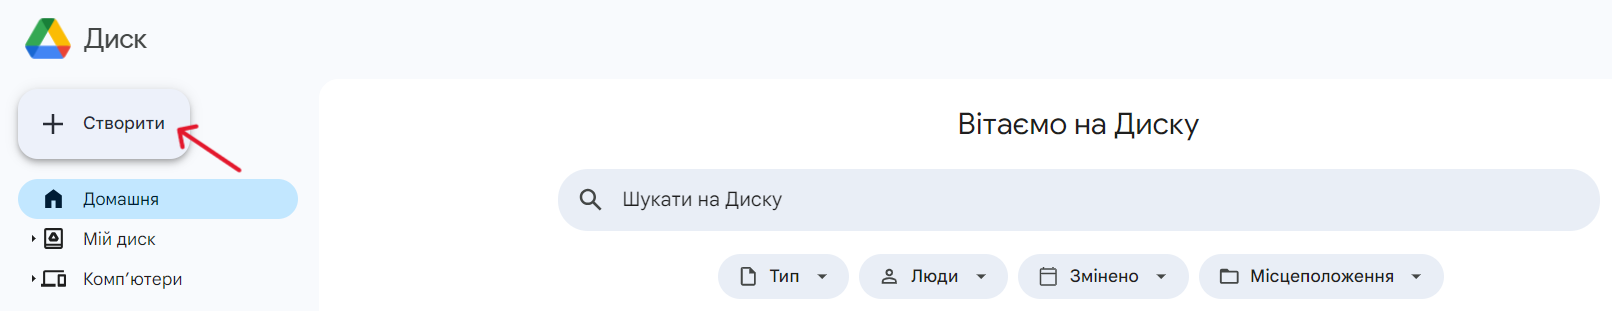 Диск
Створити
Домашня
Мій диск
Комп’ютери
Вітаємо на Диску
Шукати на Диску
Тип Люди Змінено Місцеположення